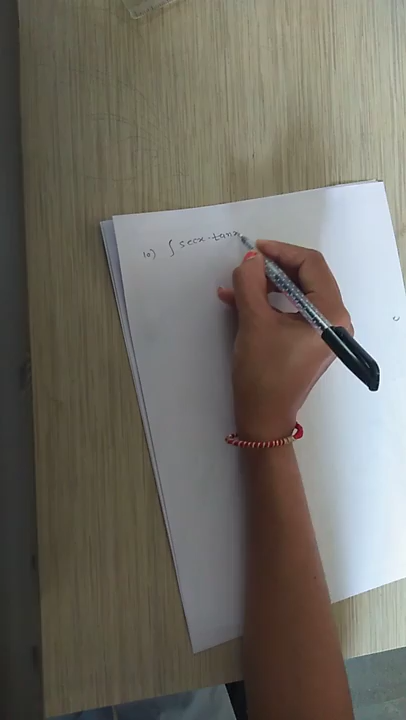 10) ∫ secx·tanx